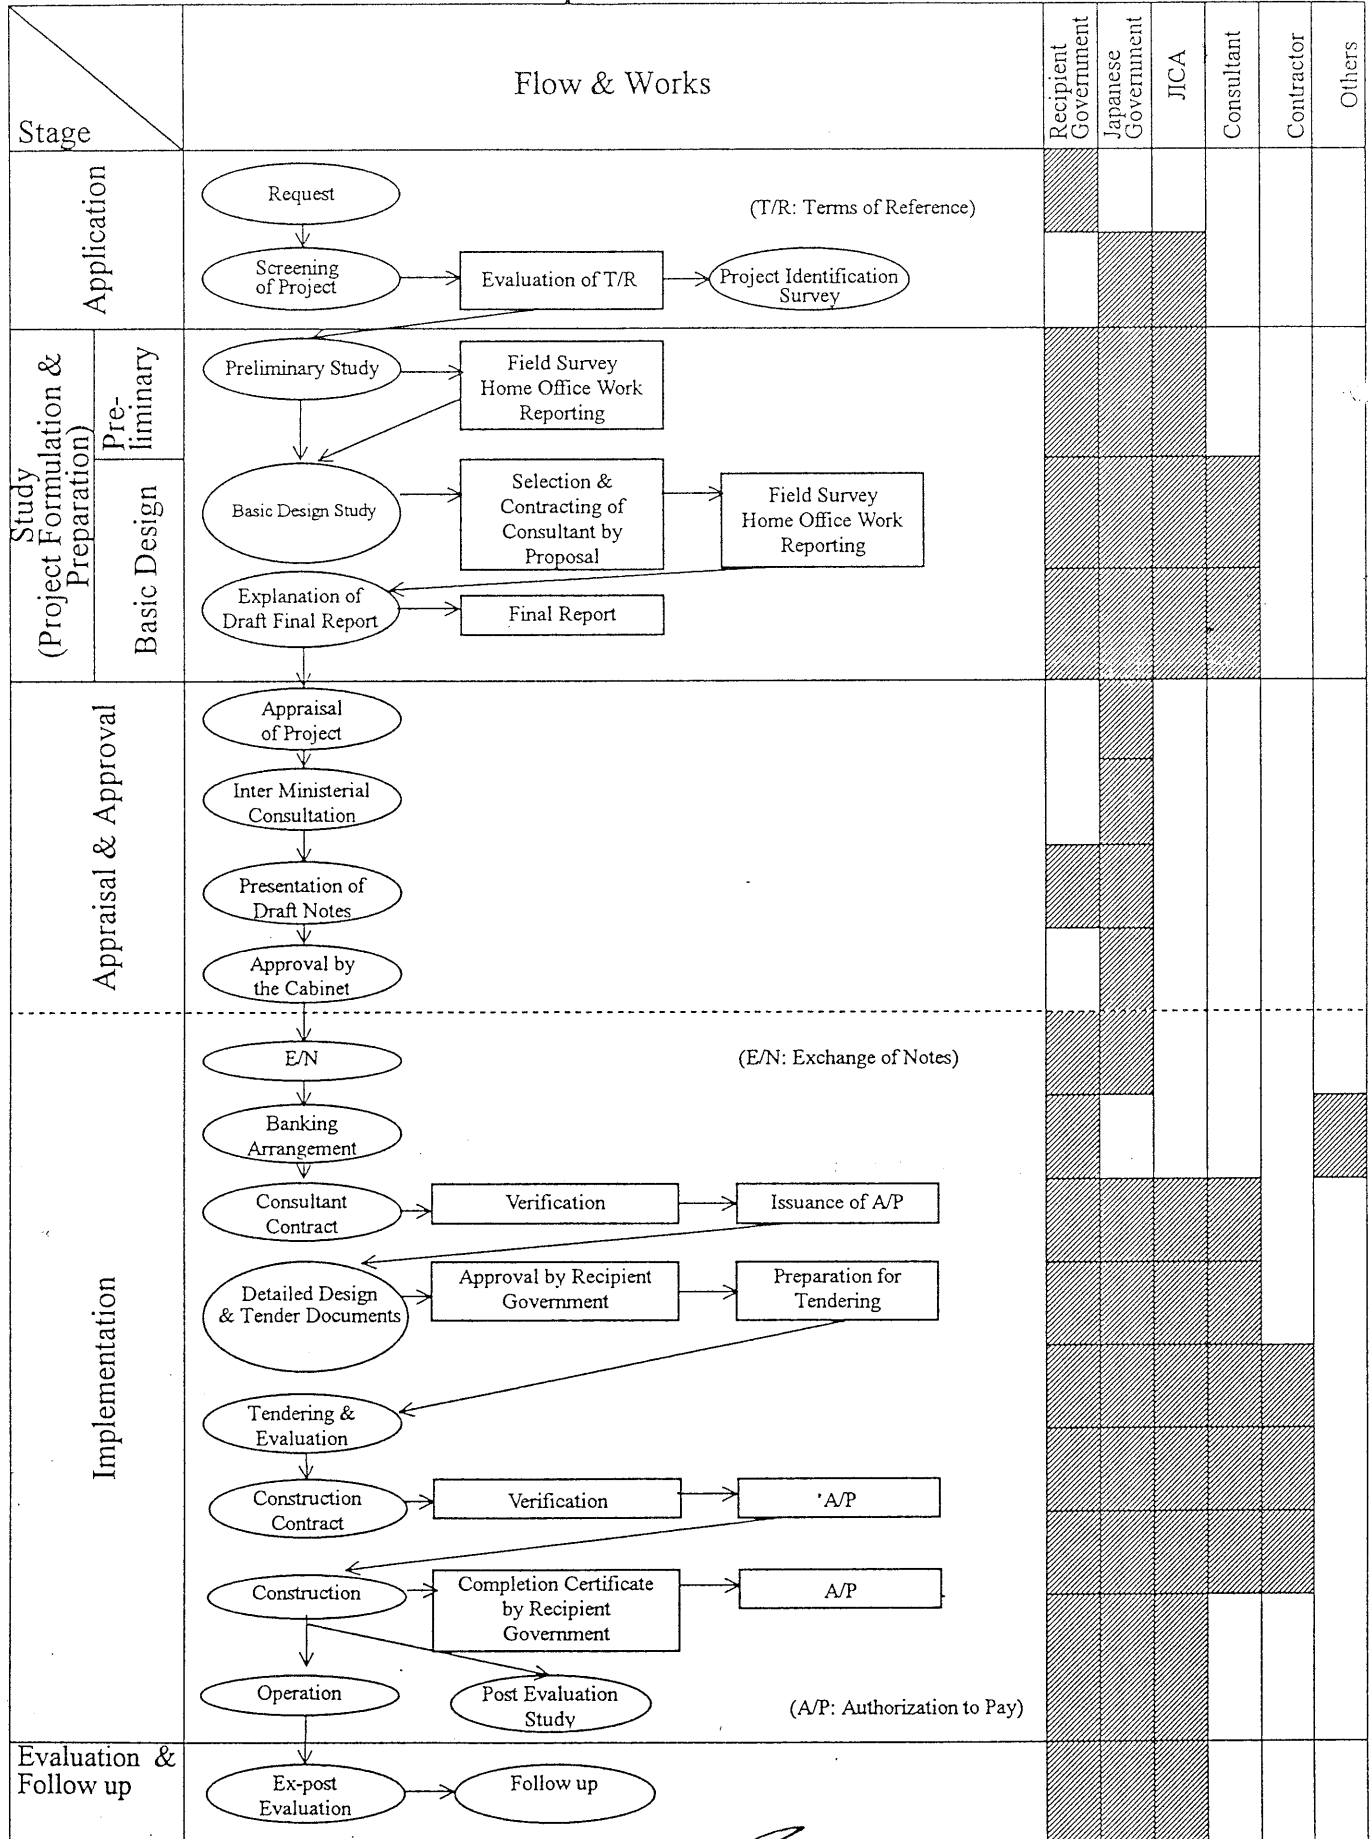 Stage
Flow & Works
Recipient
Government
Japanese
Government
JICA
Consultant
Contractor
Others
Application
Request
(T/R: Terms of Reference)
Screening
of Project
Evaluation of T/R
Project Identification
Survey
Study
(Project Formulation &
Preparation)
Pre-
liminary
Preliminary Study
Field Survey
Home Office Work
Reporting
Basic Design
Basic Design Study
Selection &
Contracting of
Consultant by
Proposal
Field Survey
Home Office Work
Reporting
Explanation of
Draft Final Report
Final Report
Appraisal & Approval
Appraisal
of Project
Inter Ministerial
Consultation
Presentation of
Draft Notes
Approval by
the Cabinet
Implementation
E/N
(E/N: Exchange of Notes)
Banking
Arrangement
Consultant
Contract
Verification
Issuance of A/P
Detailed Design
& Tender Documents
Approval by Recipient
Government
Preparation for
Tendering
Tendering &
Evaluation
Construction
Contract
Verification
A/P
Construction
Completion Certificate
by Recipient
Government
A/P
Operation
Post Evaluation
Study
(A/P: Authorization to Pay)
Evaluation &
Follow up
Ex-post
Evaluation
Follow up